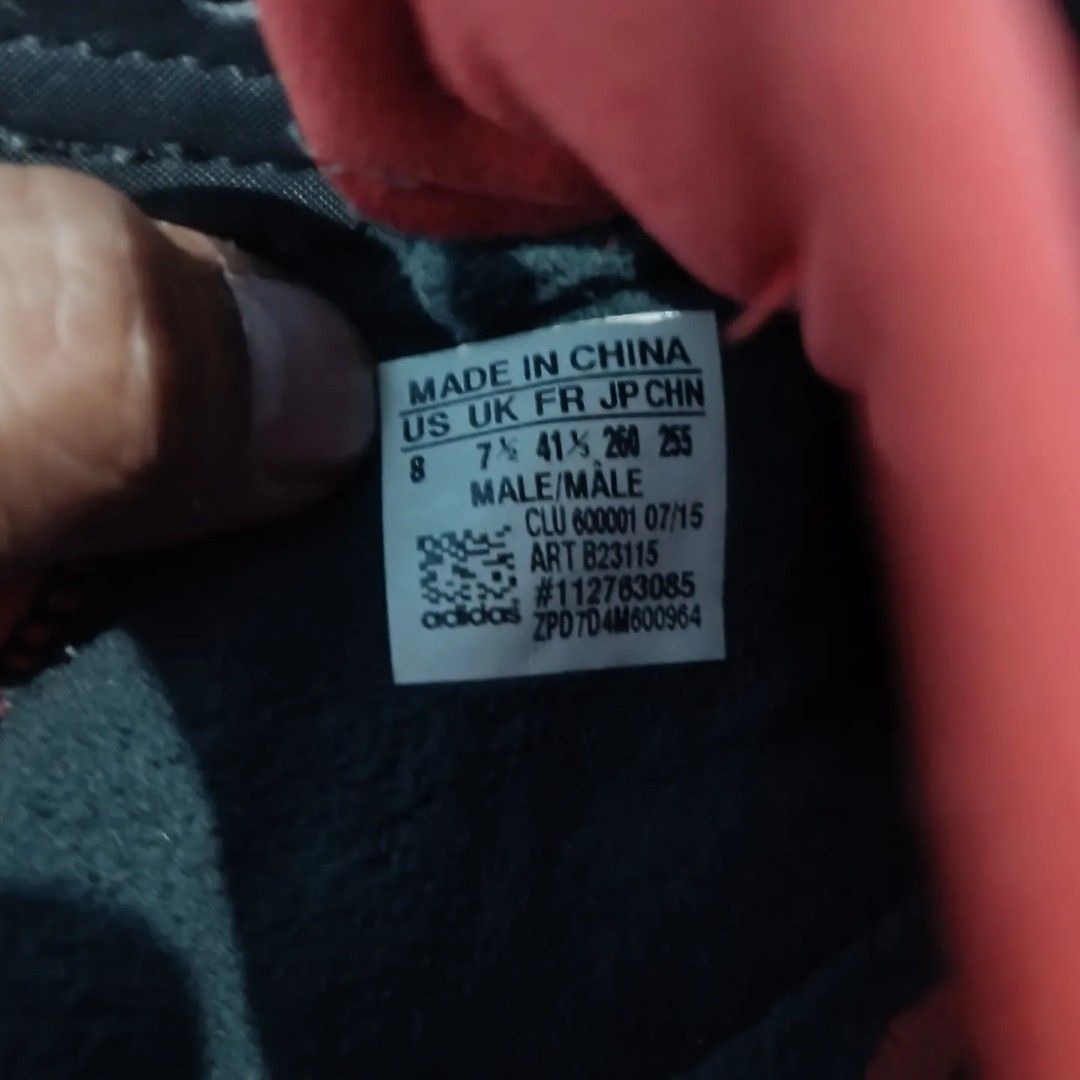 MADE IN CHINA
US UK FR JP CHN
8 7½ 41⅓ 260 255
MALE/MÂLE
CLU 600001 07/15
ART B23115
#112763085
adidas ZPD7D4M600964